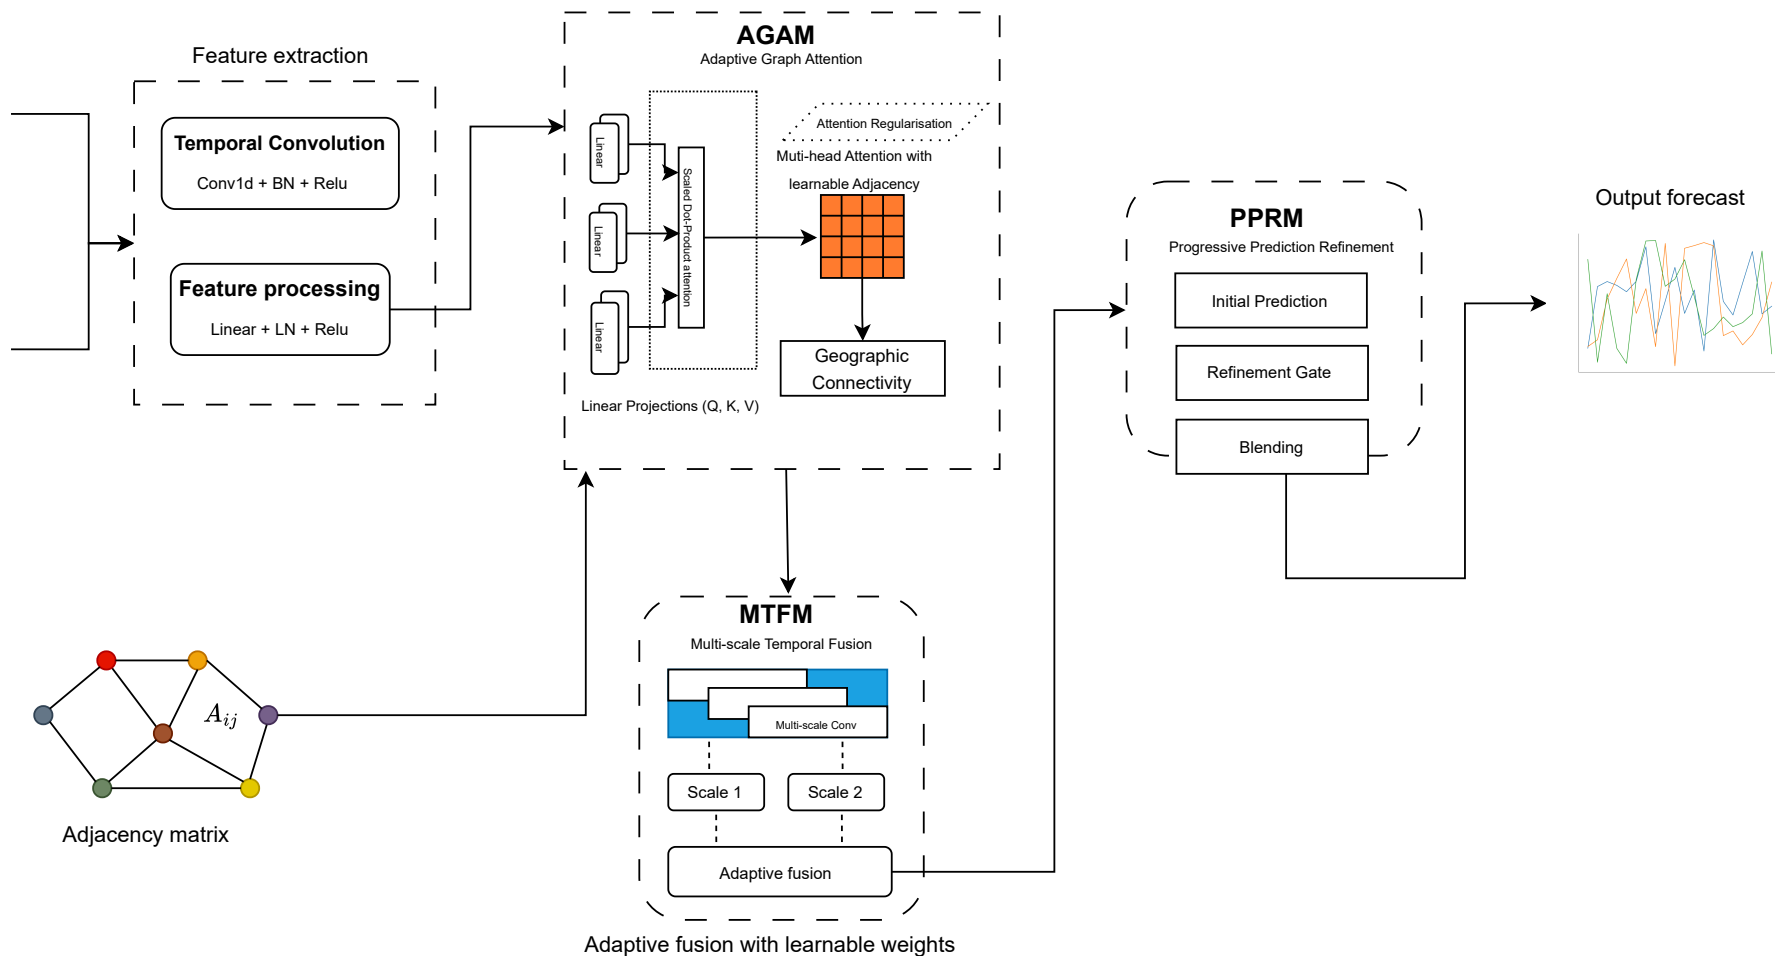 Feature extraction
Temporal Convolution
Conv1d + BN + Relu
Feature processing
Linear + LN + Relu
AGAM
Adaptive Graph Attention
Linear
Linear
Linear
Scaled Dot-Product attention
Linear Projections (Q, K, V)
Attention Regularisation
Muti-head Attention with
learnable Adjacency
Geographic
Connectivity
PPRM
Progressive Prediction Refinement
Initial Prediction
Refinement Gate
Blending
Output forecast
A_{ij}
Adjacency matrix
MTFM
Multi-scale Temporal Fusion
Multi-scale Conv
Scale 1
Scale 2
Adaptive fusion
Adaptive fusion with learnable weights